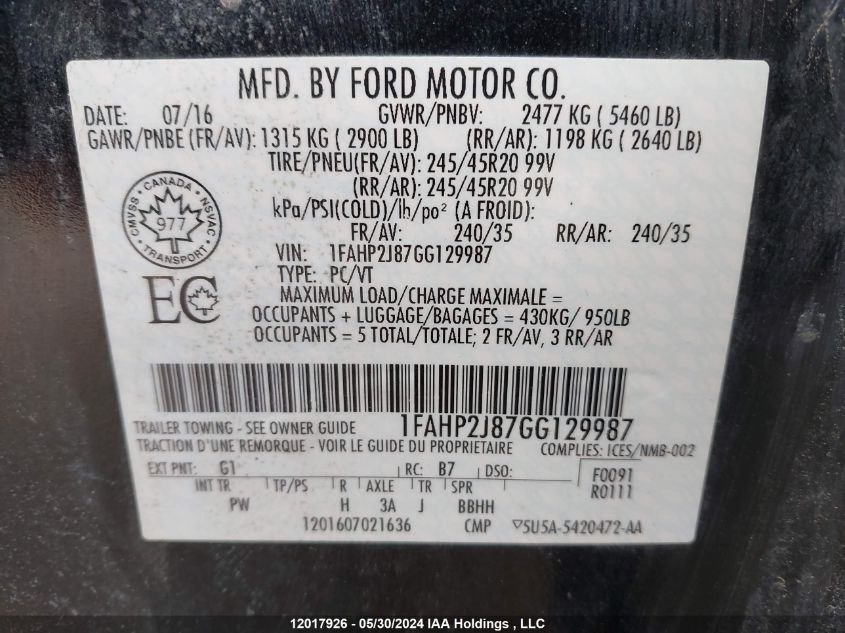 MFD. BY FORD MOTOR CO.
DATE: 07/16 GVWR/PNBV: 2477 KG ( 5460 LB)
GAWR/PNBE (FR/AV): 1315 KG ( 2900 LB) (RR/AR): 1198 KG ( 2640 LB)
TIRE/PNEU(FR/AV): 245/45R20 99V
(RR/AR): 245/45R20 99V
kPa/PSI(COLD)/lb/po² (A FROID):
FR/AV: 240/35 RR/AR: 240/35
VIN: 1FAHP2J87GG129987
TYPE: PC/VT
CANADA
CMVSS 977 NSVAC
TRANSPORT
EC
MAXIMUM LOAD/CHARGE MAXIMALE =
OCCUPANTS + LUGGAGE/BAGAGES = 430KG/ 950LB
OCCUPANTS = 5 TOTAL/TOTALE; 2 FR/AV, 3 RR/AR
TRAILER TOWING - SEE OWNER GUIDE 1FAHP2J87GG129987
TRACTION D'UNE REMORQUE - VOIR LE GUIDE DU PROPRIETAIRE COMPLIES: ICES/NMB-002
EXT PNT: G1 RC: B7 DSO: F0091
INT TR TP/PS R AXLE TR SPR R0111
PW H 3A J BBHH
1201607021636 CMP ▽5U5A-5420472-AA
12017926 - 05/30/2024 IAA Holdings , LLC